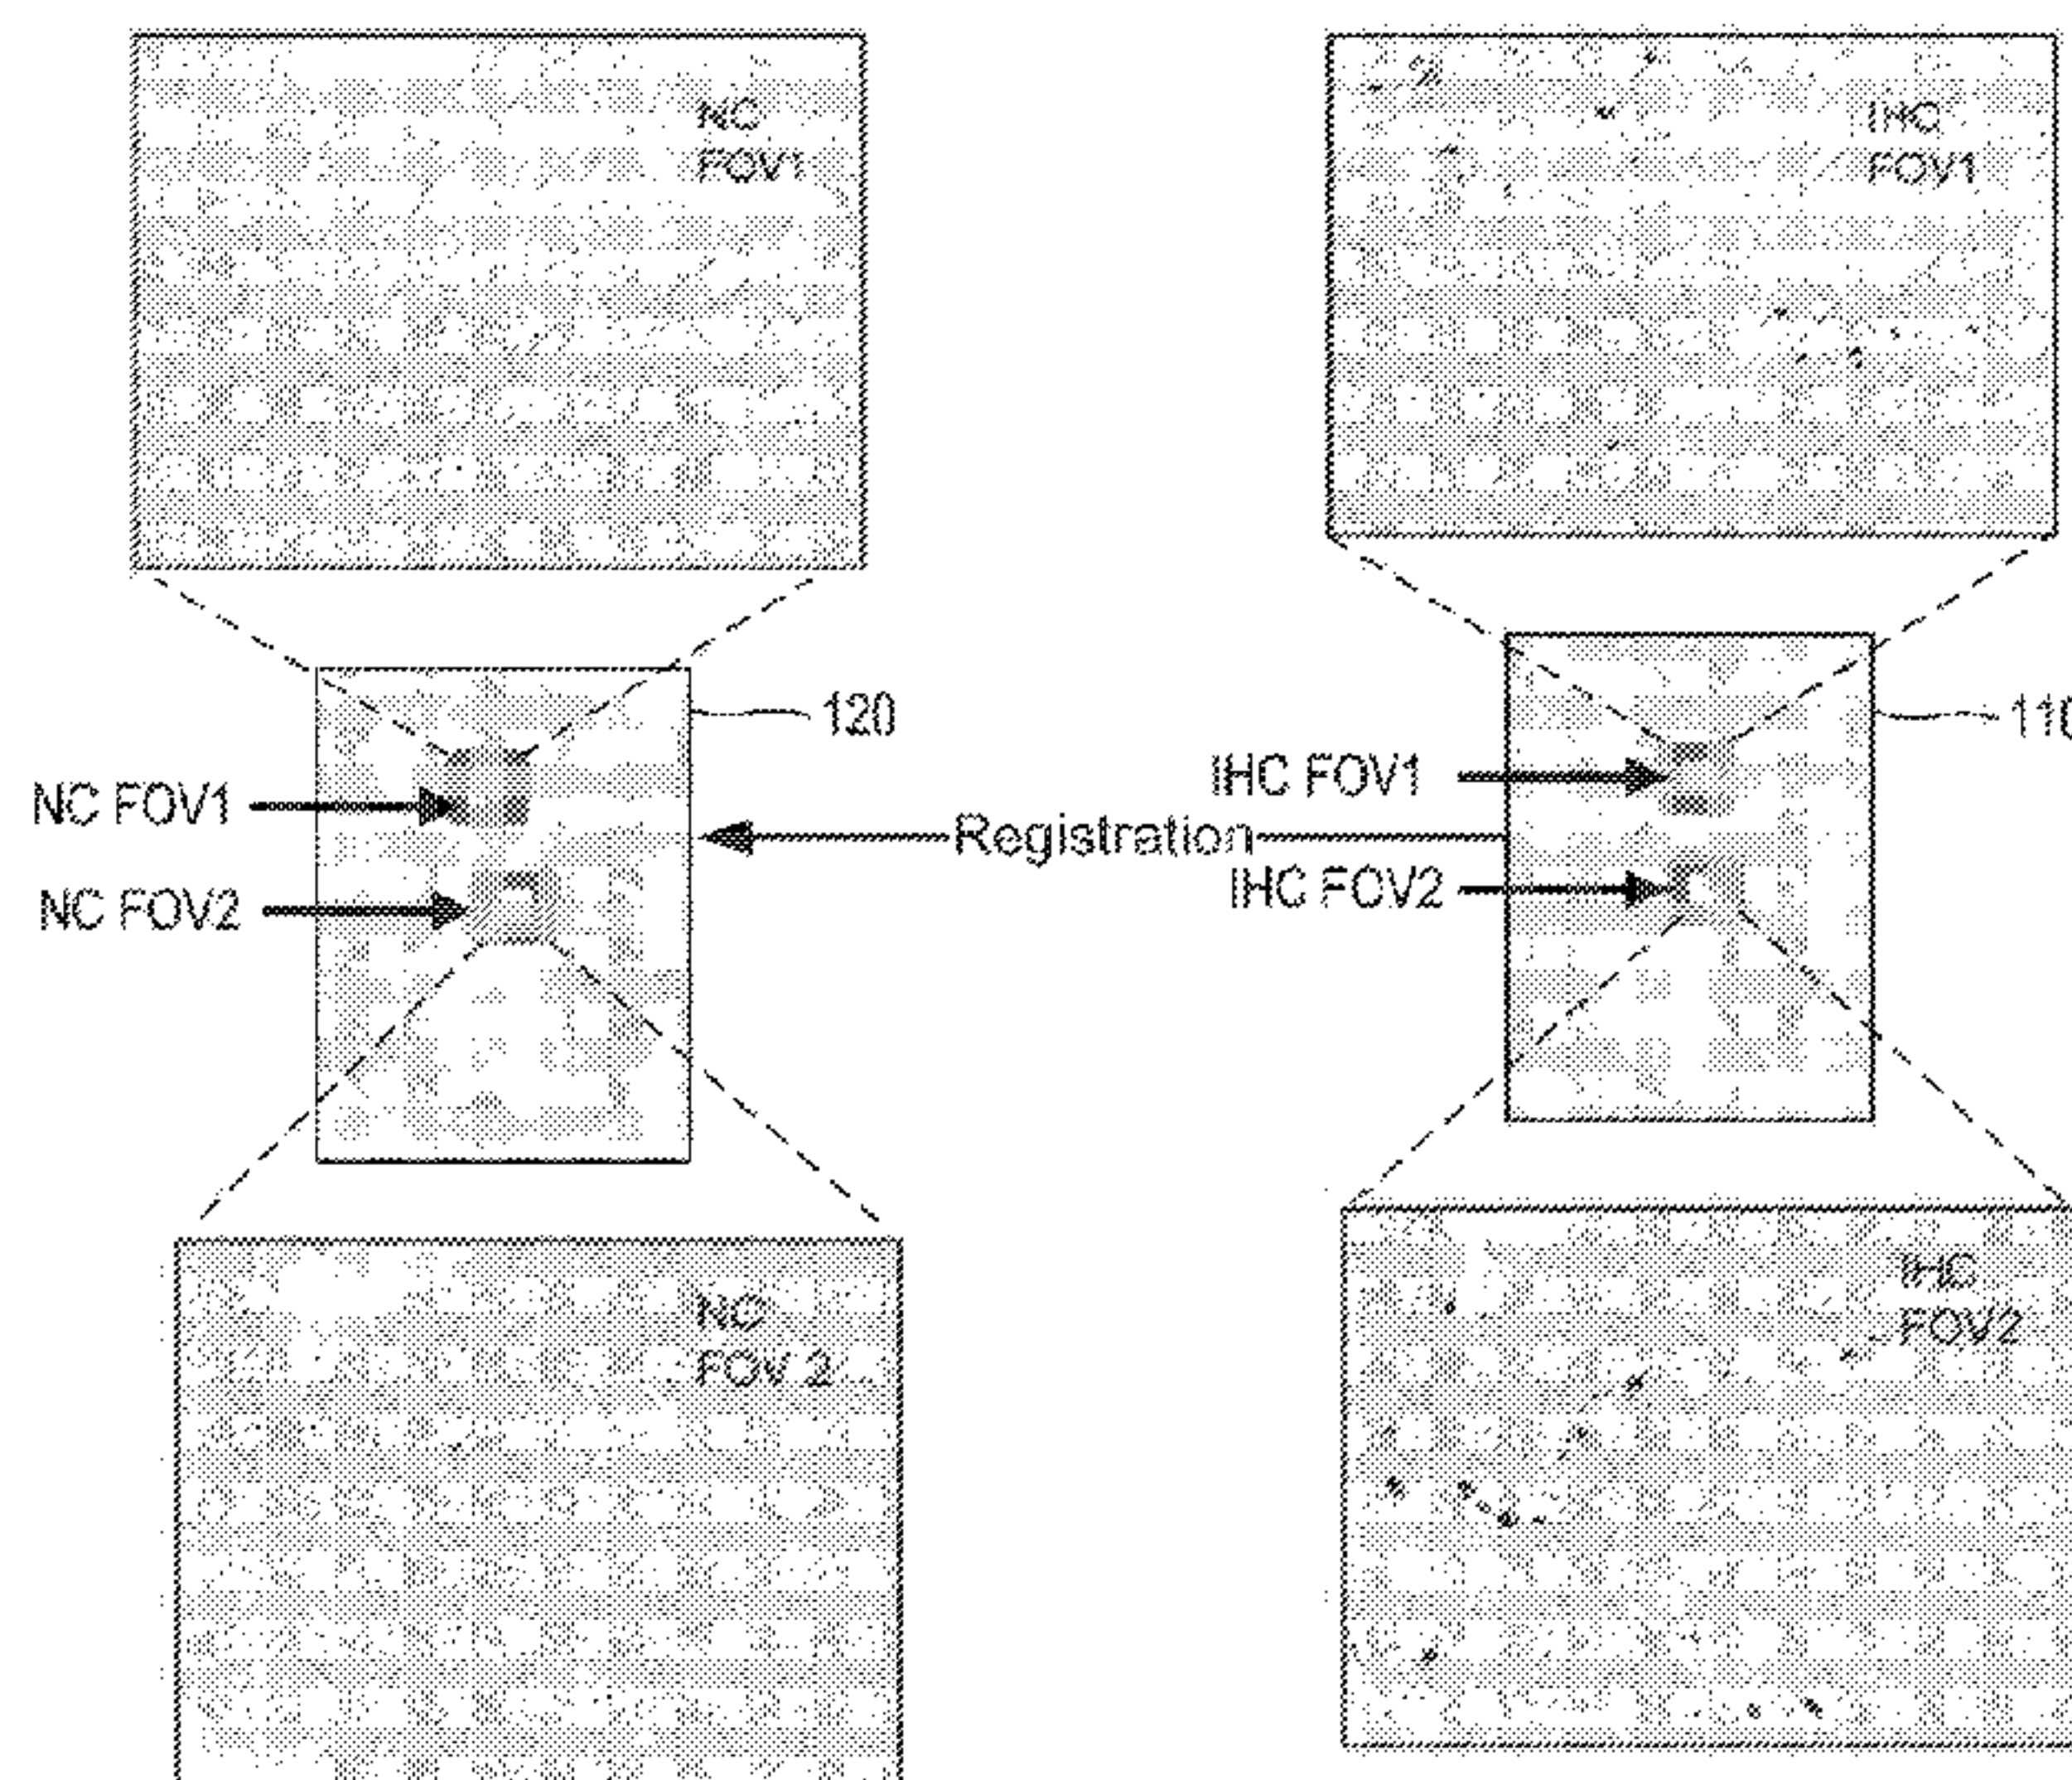 NC
FOV1
IHC
FOV1
120
110
NC FOV1
IHC FOV1
Registration
NC FOV2
IHC FOV2
NC
FOV 2
IHC
FOV2